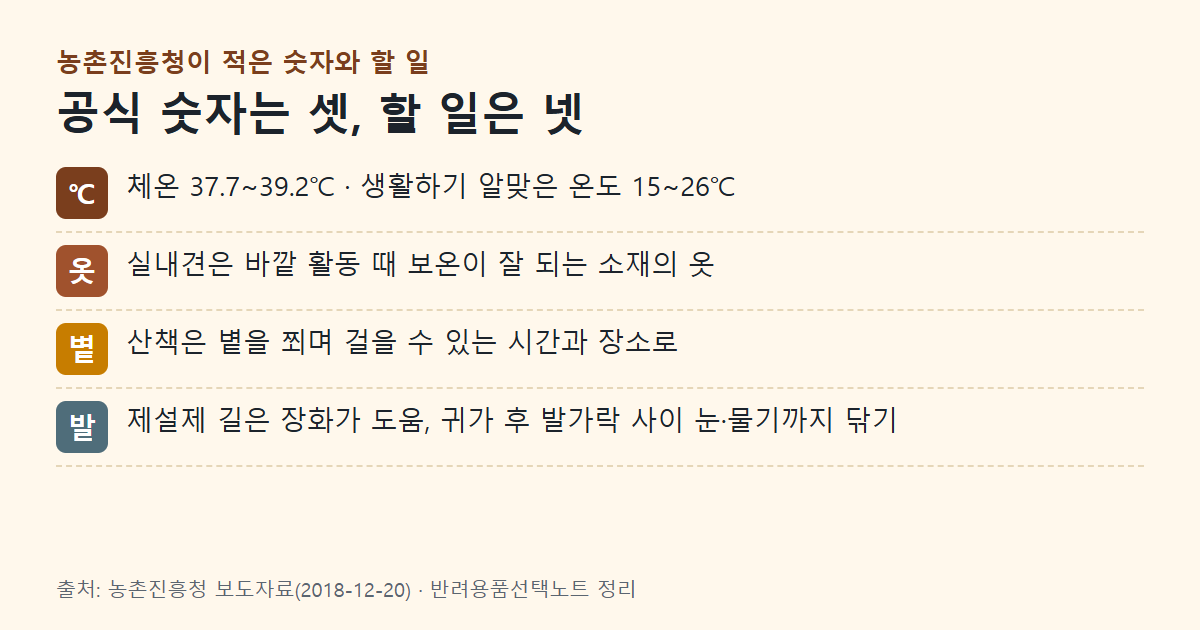 농촌진흥청이 적은 숫자와 할 일
공식 숫자는 셋, 할 일은 넷
℃ 체온 37.7~39.2℃ · 생활하기 알맞은 온도 15~26℃
옷 실내견은 바깥 활동 때 보온이 잘 되는 소재의 옷
볕 산책은 볕을 쬐며 걸을 수 있는 시간과 장소로
발 제설제 길은 장화가 도움, 귀가 후 발가락 사이 눈·물기까지 닦기
출처: 농촌진흥청 보도자료(2018-12-20) · 반려용품선택노트 정리